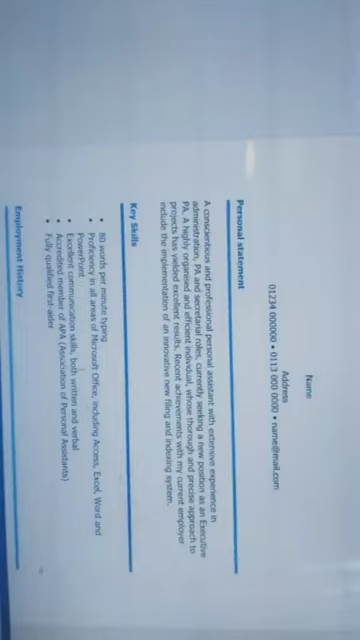 Name
Address
01234 000000 • 0113 000 0000 • name@mail.com
Personal statement
A conscientious and professional personal assistant with extensive experience in
administration, PA and secretarial roles, currently seeking a new position as an Executive
PA. A highly organised and efficient individual, whose thorough and precise approach to
projects has yielded excellent results. Recent achievements with my current employer
include the implementation of an innovative new filing and indexing system.
Key Skills
• 80 words per minute typing
• Proficiency in all areas of Microsoft Office, including Access, Excel, Word and
PowerPoint
• Excellent communication skills, both written and verbal
• Accredited member of APA (Association of Personal Assistants)
• Fully qualified first-aider
Employment History